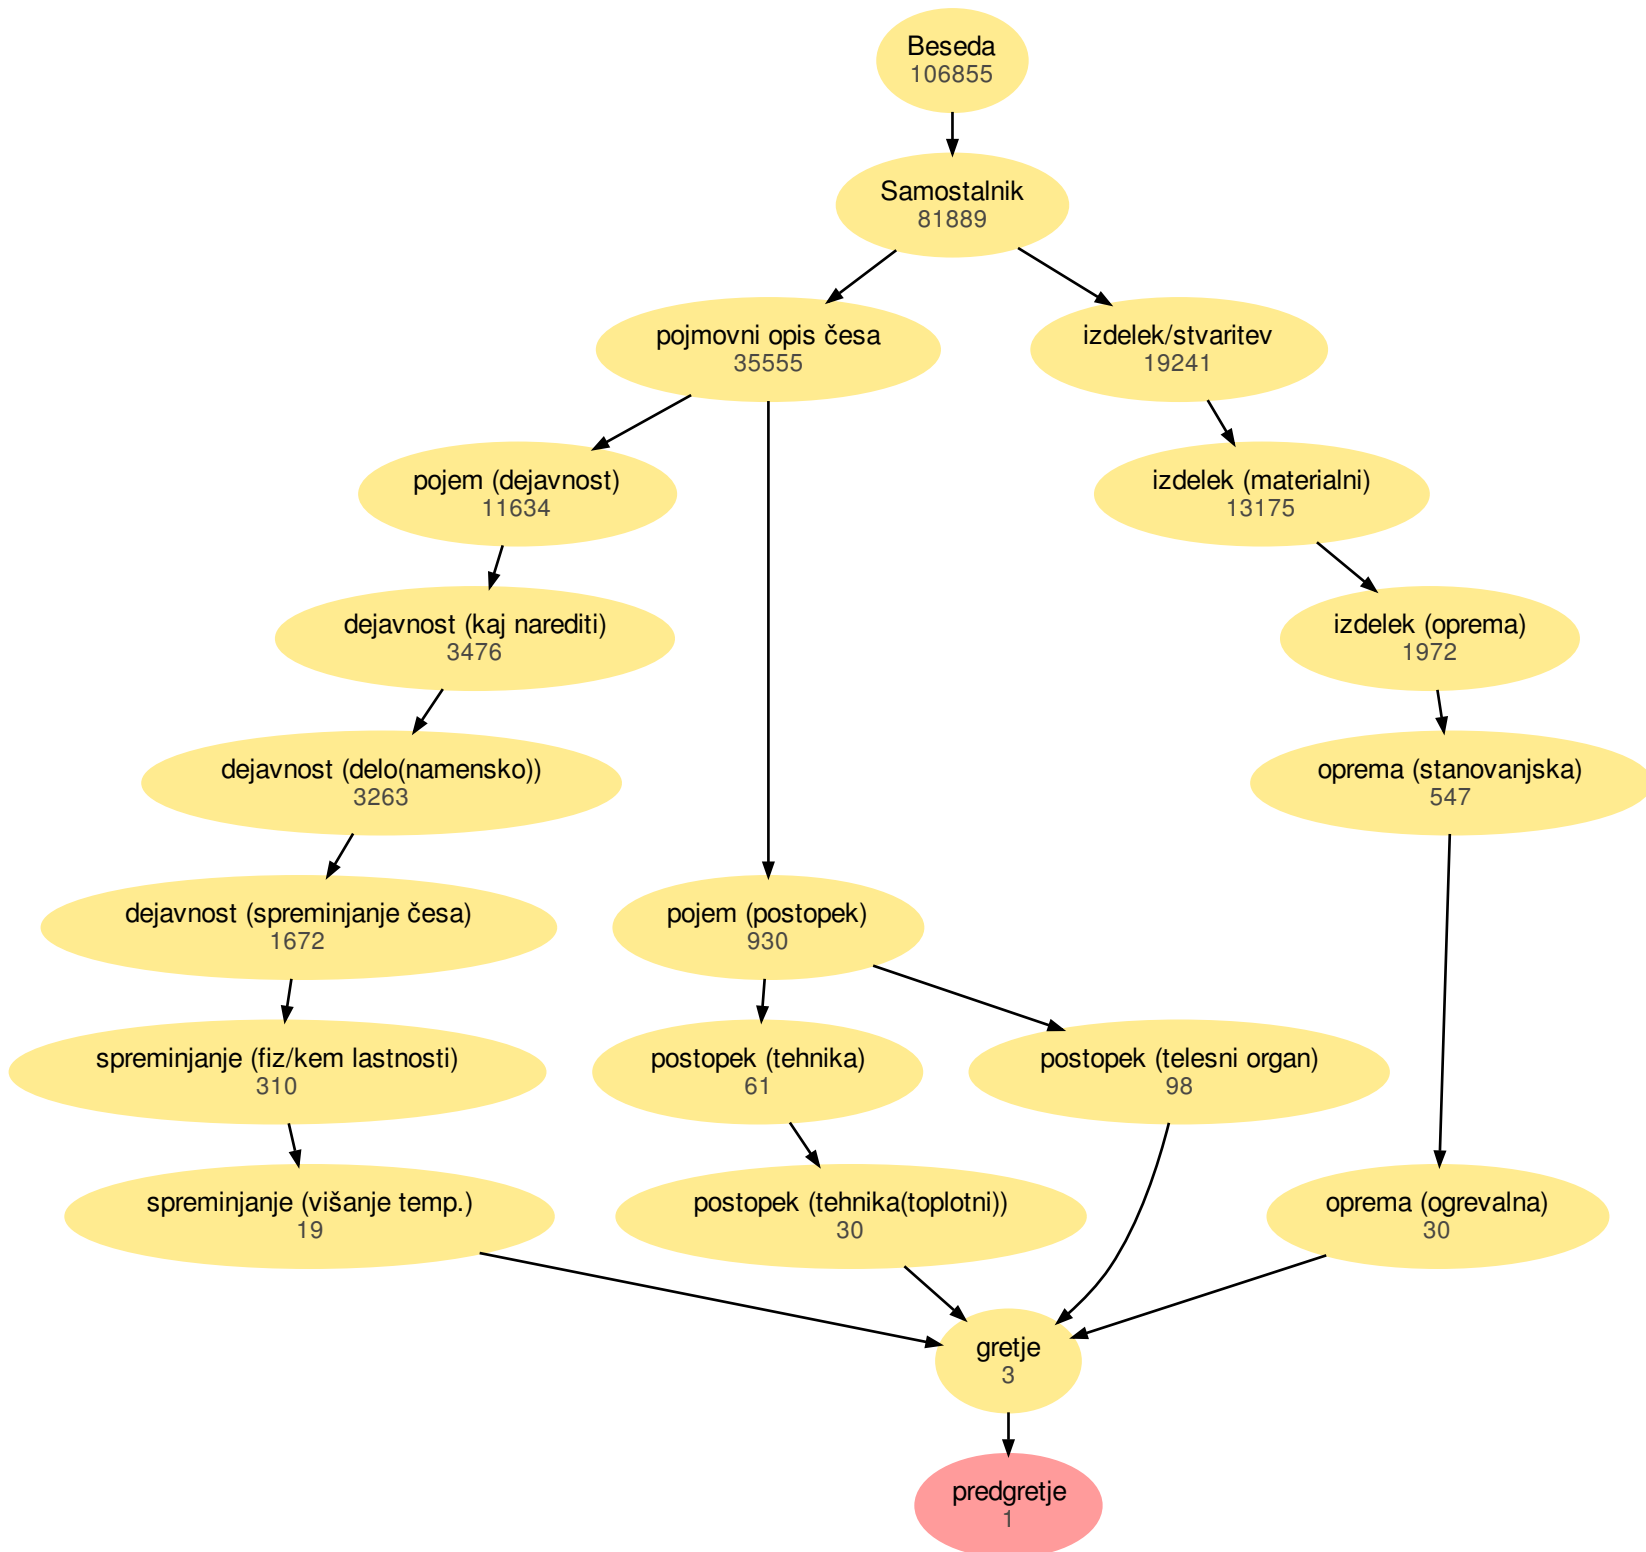 Beseda
106855
Samostalnik
81889
pojmovni opis česa
35555
izdelek/stvaritev
19241
pojem (dejavnost)
11634
izdelek (materialni)
13175
dejavnost (kaj narediti)
3476
izdelek (oprema)
1972
dejavnost (delo(namensko))
3263
oprema (stanovanjska)
547
dejavnost (spreminjanje česa)
1672
pojem (postopek)
930
spreminjanje (fiz/kem lastnosti)
310
postopek (tehnika)
61
postopek (telesni organ)
98
spreminjanje (višanje temp.)
19
postopek (tehnika(toplotni))
30
oprema (ogrevalna)
30
gretje
3
predgretje
1